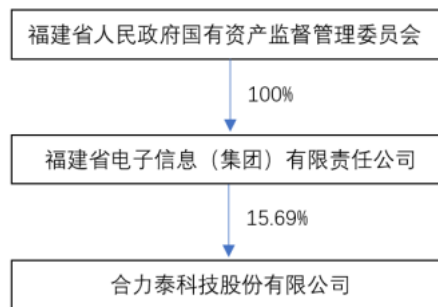 福建省人民政府国有资产监督管理委员会
100%
福建省电子信息（集团）有限责任公司
15.69%
合力泰科技股份有限公司